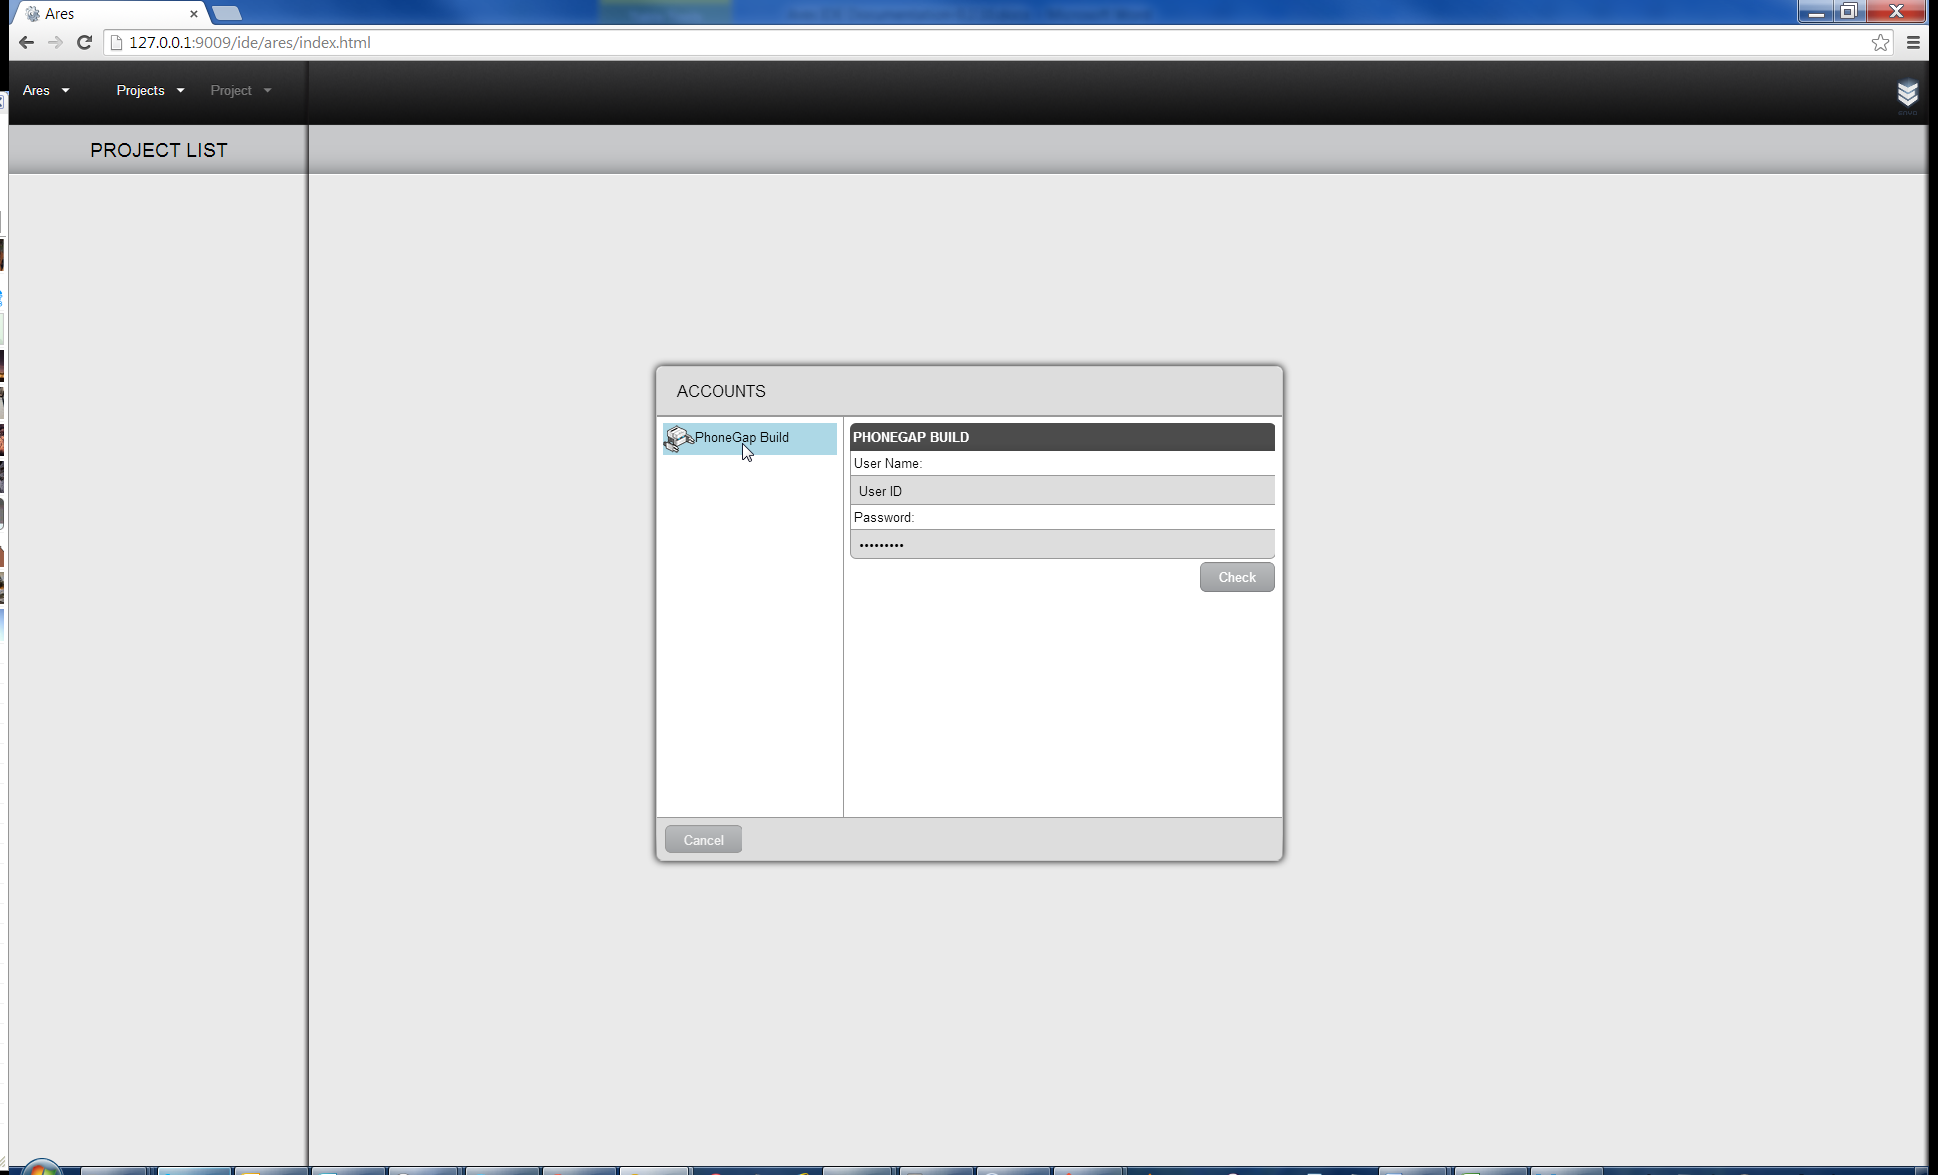 Ares
127.0.0.1:9009/ide/ares/index.html
Ares Projects Project
PROJECT LIST
ACCOUNTS
PhoneGap Build
PHONEGAP BUILD
User Name:
User ID
Password:
•••••••••
Check
Cancel